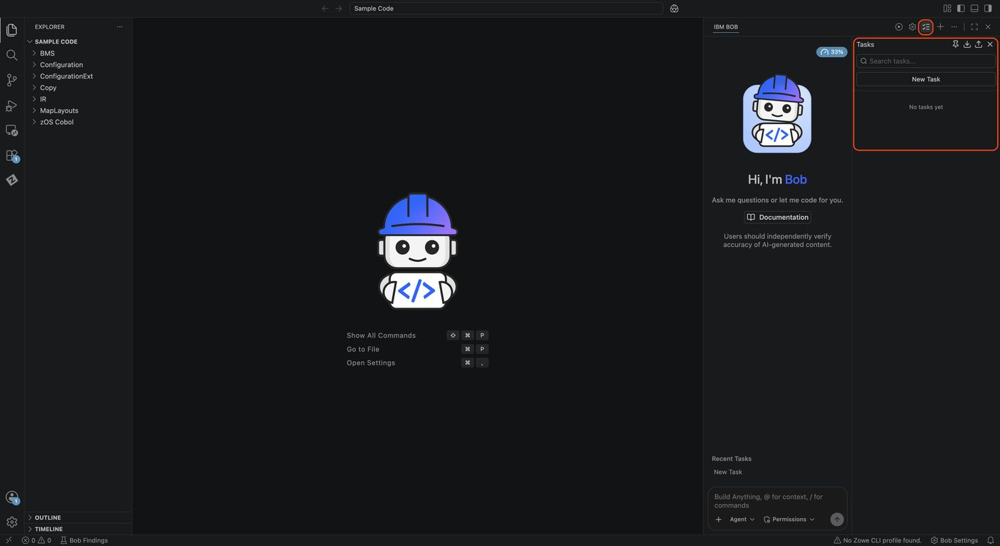 Sample Code
EXPLORER
SAMPLE CODE
BMS
Configuration
ConfigurationExt
Copy
IR
MapLayouts
zOS Cobol
OUTLINE
TIMELINE
1
1
</>
Show All Commands ⇧ ⌘ P
Go to File ⌘ P
Open Settings ⌘ ,
IBM BOB
33%
</>
Hi, I'm Bob
Ask me questions or let me code for you.
Documentation
Users should independently verify
accuracy of AI-generated content.
Recent Tasks
New Task
Build Anything, @ for context, / for
commands
Agent
Permissions
Tasks
Search tasks...
New Task
No tasks yet
0 0 Bob Findings
No Zowe CLI profile found.
Bob Settings